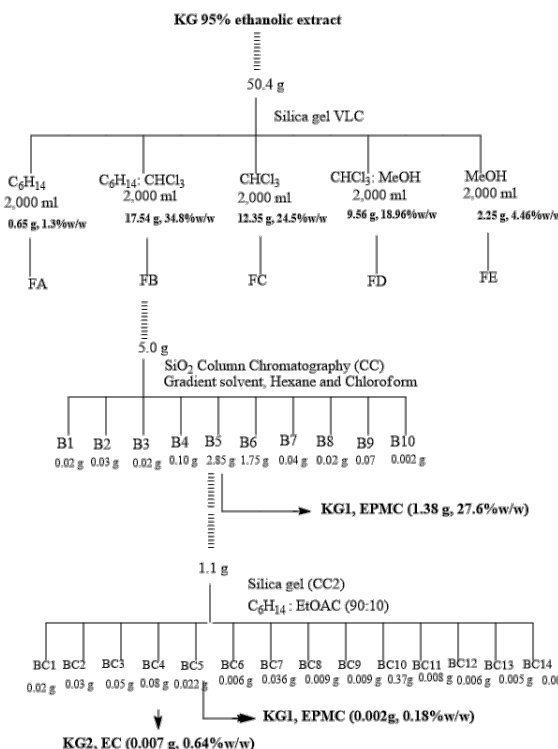 KG 95% ethanolic extract
50.4 g
Silica gel VLC
C6H14 C6H14: CHCl3 CHCl3 CHCl3: MeOH MeOH
2,000 ml 2,000 ml 2,000 ml 2,000 ml 2,000 ml
0.65 g, 1.3%w/w 17.54 g, 34.8%w/w 12.35 g, 24.5%w/w 9.56 g, 18.96%w/w 2.25 g, 4.46%w/w
FA FB FC FD FE
5.0 g
SiO2 Column Chromatography (CC)
Gradient solvent, Hexane and Chloroform
B1 B2 B3 B4 B5 B6 B7 B8 B9 B10
0.02 g 0.03 g 0.02 g 0.10 g 2.85 g 1.75 g 0.04 g 0.02 g 0.07 0.002 g
KG1, EPMC (1.38 g, 27.6%w/w)
1.1 g
Silica gel (CC2)
C6H14 : EtOAC (90:10)
BC1 BC2 BC3 BC4 BC5 BC6 BC7 BC8 BC9 BC10 BC11 BC12 BC13 BC14
0.02 g 0.03 g 0.05 g 0.08 g 0.022 g 0.006 g 0.036 g 0.009 g 0.009 g 0.37g 0.008 g 0.006 g 0.005 g
KG1, EPMC (0.002g, 0.18%w/w)
KG2, EC (0.007 g, 0.64%w/w)